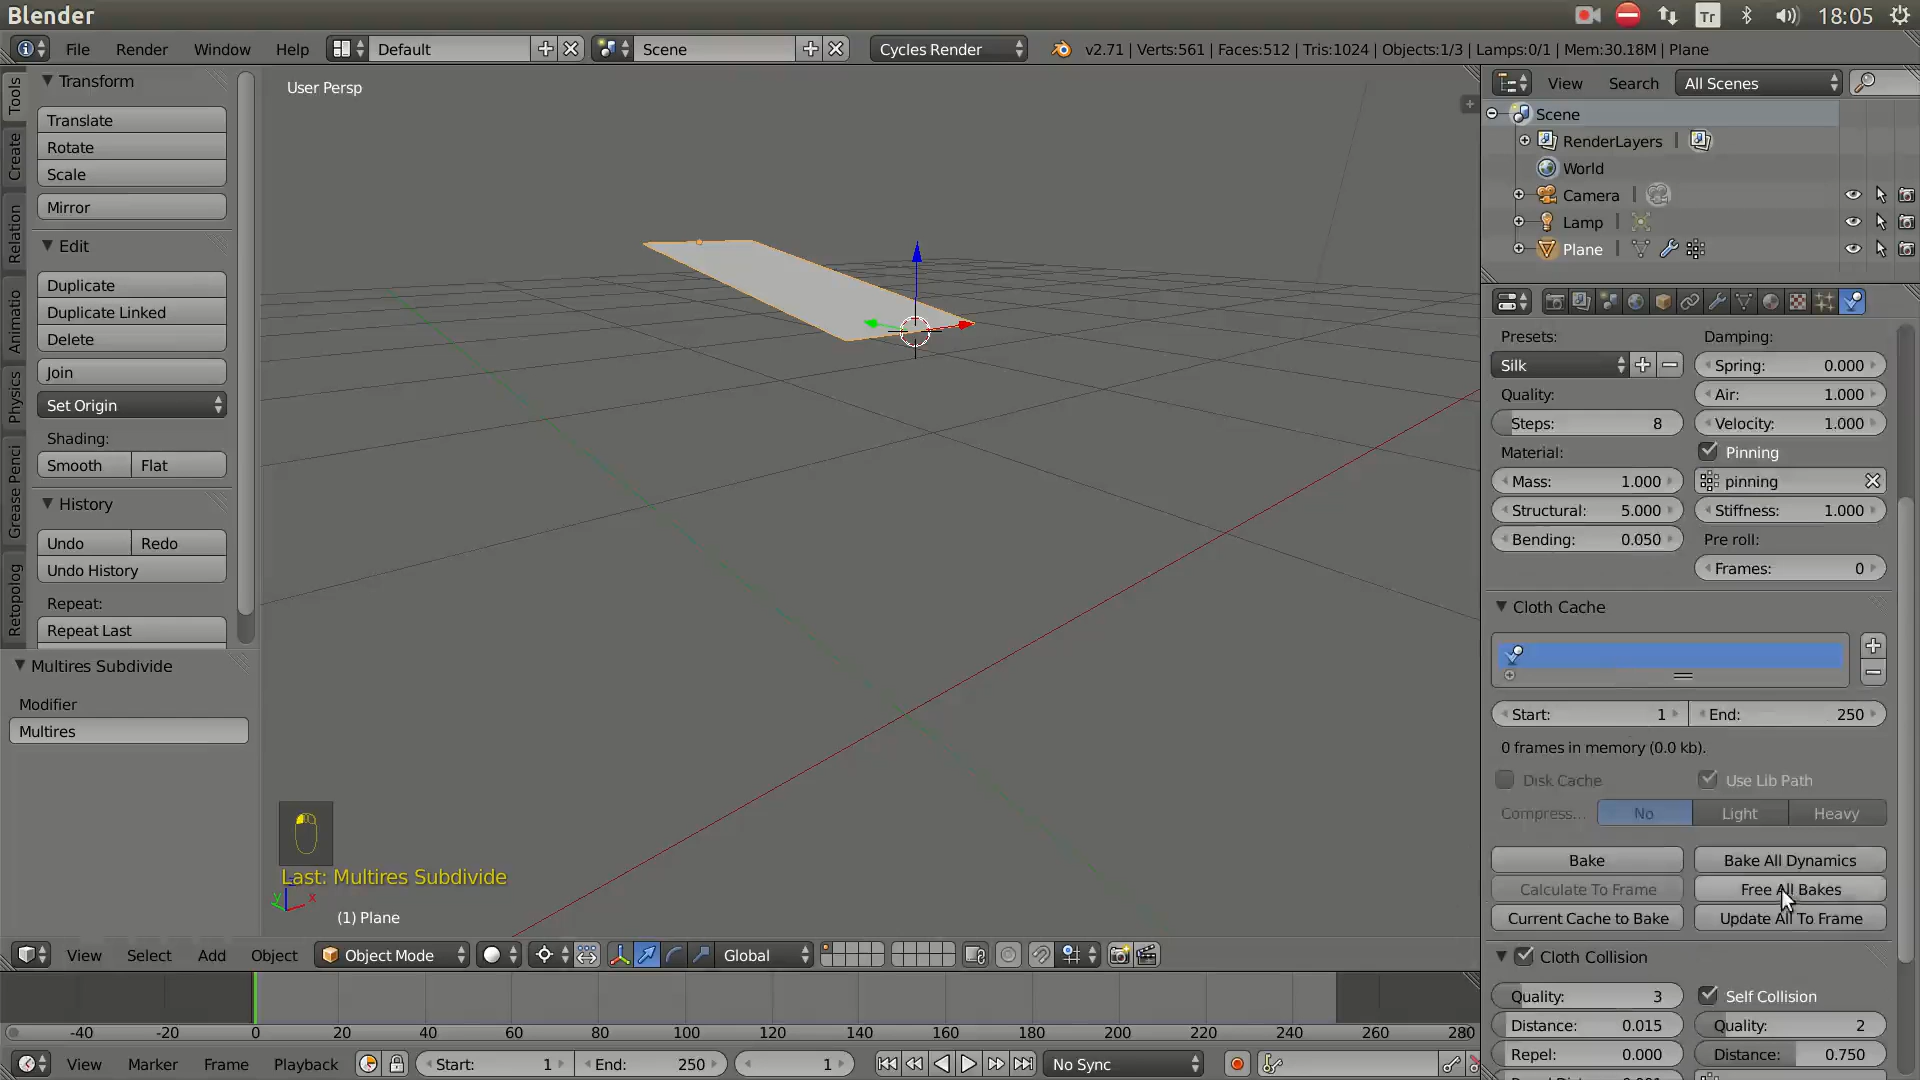 Blender
Tr
18:05
File Render Window Help Default Scene Cycles Render v2.71 | Verts:561 | Faces:512 | Tris:1024 | Objects:1/3 | Lamps:0/1 | Mem:30.18M | Plane
Tools
Create
Relation
Animatio
Physics
Grease Penci
Retopolog
Transform
Translate
Rotate
Scale
Mirror
Edit
Duplicate
Duplicate Linked
Delete
Join
Set Origin
Shading:
Smooth Flat
History
Undo Redo
Undo History
Repeat:
Repeat Last
Multires Subdivide
Modifier
Multires
User Persp
Last: Multires Subdivide
y x
(1) Plane
View Select Add Object Object Mode Global
-40 -20 0 20 40 60 80 100 120 140 160 180 200 220 240 260 280
View Marker Frame Playback Start: 1 End: 250 1 No Sync
View Search All Scenes
Scene
RenderLayers
World
Camera
Lamp
Plane
Presets: Damping:
Silk Spring: 0.000
Quality: Air: 1.000
Steps: 8 Velocity: 1.000
Material: Pinning
Mass: 1.000 pinning
Structural: 5.000 Stiffness: 1.000
Bending: 0.050 Pre roll:
Frames: 0
Cloth Cache
Start: 1 End: 250
0 frames in memory (0.0 kb).
Disk Cache Use Lib Path
Compress... No Light Heavy
Bake Bake All Dynamics
Calculate To Frame Free All Bakes
Current Cache to Bake Update All To Frame
Cloth Collision
Quality: 3 Self Collision
Distance: 0.015 Quality: 2
Repel: 0.000 Distance: 0.750